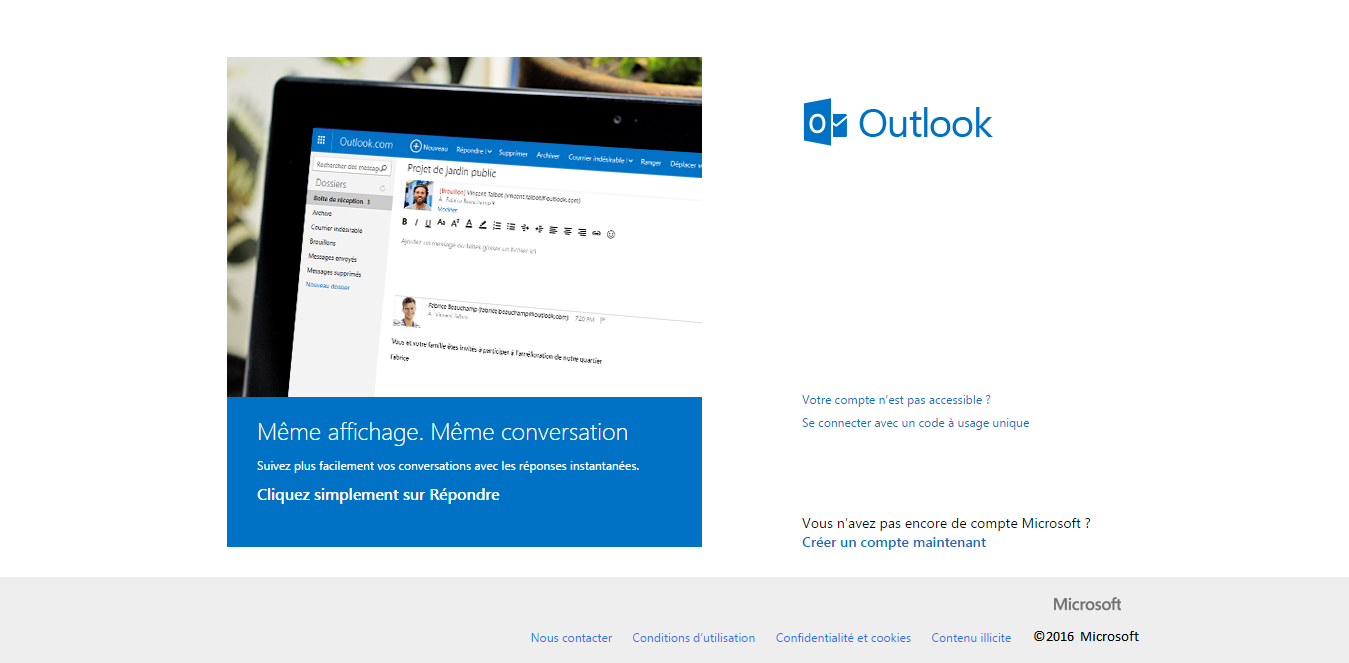 Outlook
Outlook.com
Nouveau
Répondre
Supprimer
Archiver
Courrier indésirable
Ranger
Déplacer
Rechercher des messag
Dossiers
Boîte de réception 1
Archive
Courrier indésirable
Brouillons
Messages envoyés
Messages supprimés
Nouveau dossier
Projet de jardin public
[Brouillon] Vincent Talbot (vincent.talbot@outlook.com)
À : Fabrice Beauchamp
Modifier
B I U Aa A² A
Ajoutez un message ou faites glisser un fichier ici
Fabrice Beauchamp (fabrice.beauchamp@outlook.com) 7:20 PM
À : Vincent Talbot
Vous et votre famille êtes invités à participer à l'amélioration de notre quartier
Fabrice
Même affichage. Même conversation
Suivez plus facilement vos conversations avec les réponses instantanées.
Cliquez simplement sur Répondre
Votre compte n’est pas accessible ?
Se connecter avec un code à usage unique
Vous n’avez pas encore de compte Microsoft ?
Créer un compte maintenant
Microsoft
Nous contacter
Conditions d’utilisation
Confidentialité et cookies
Contenu illicite
©2016 Microsoft